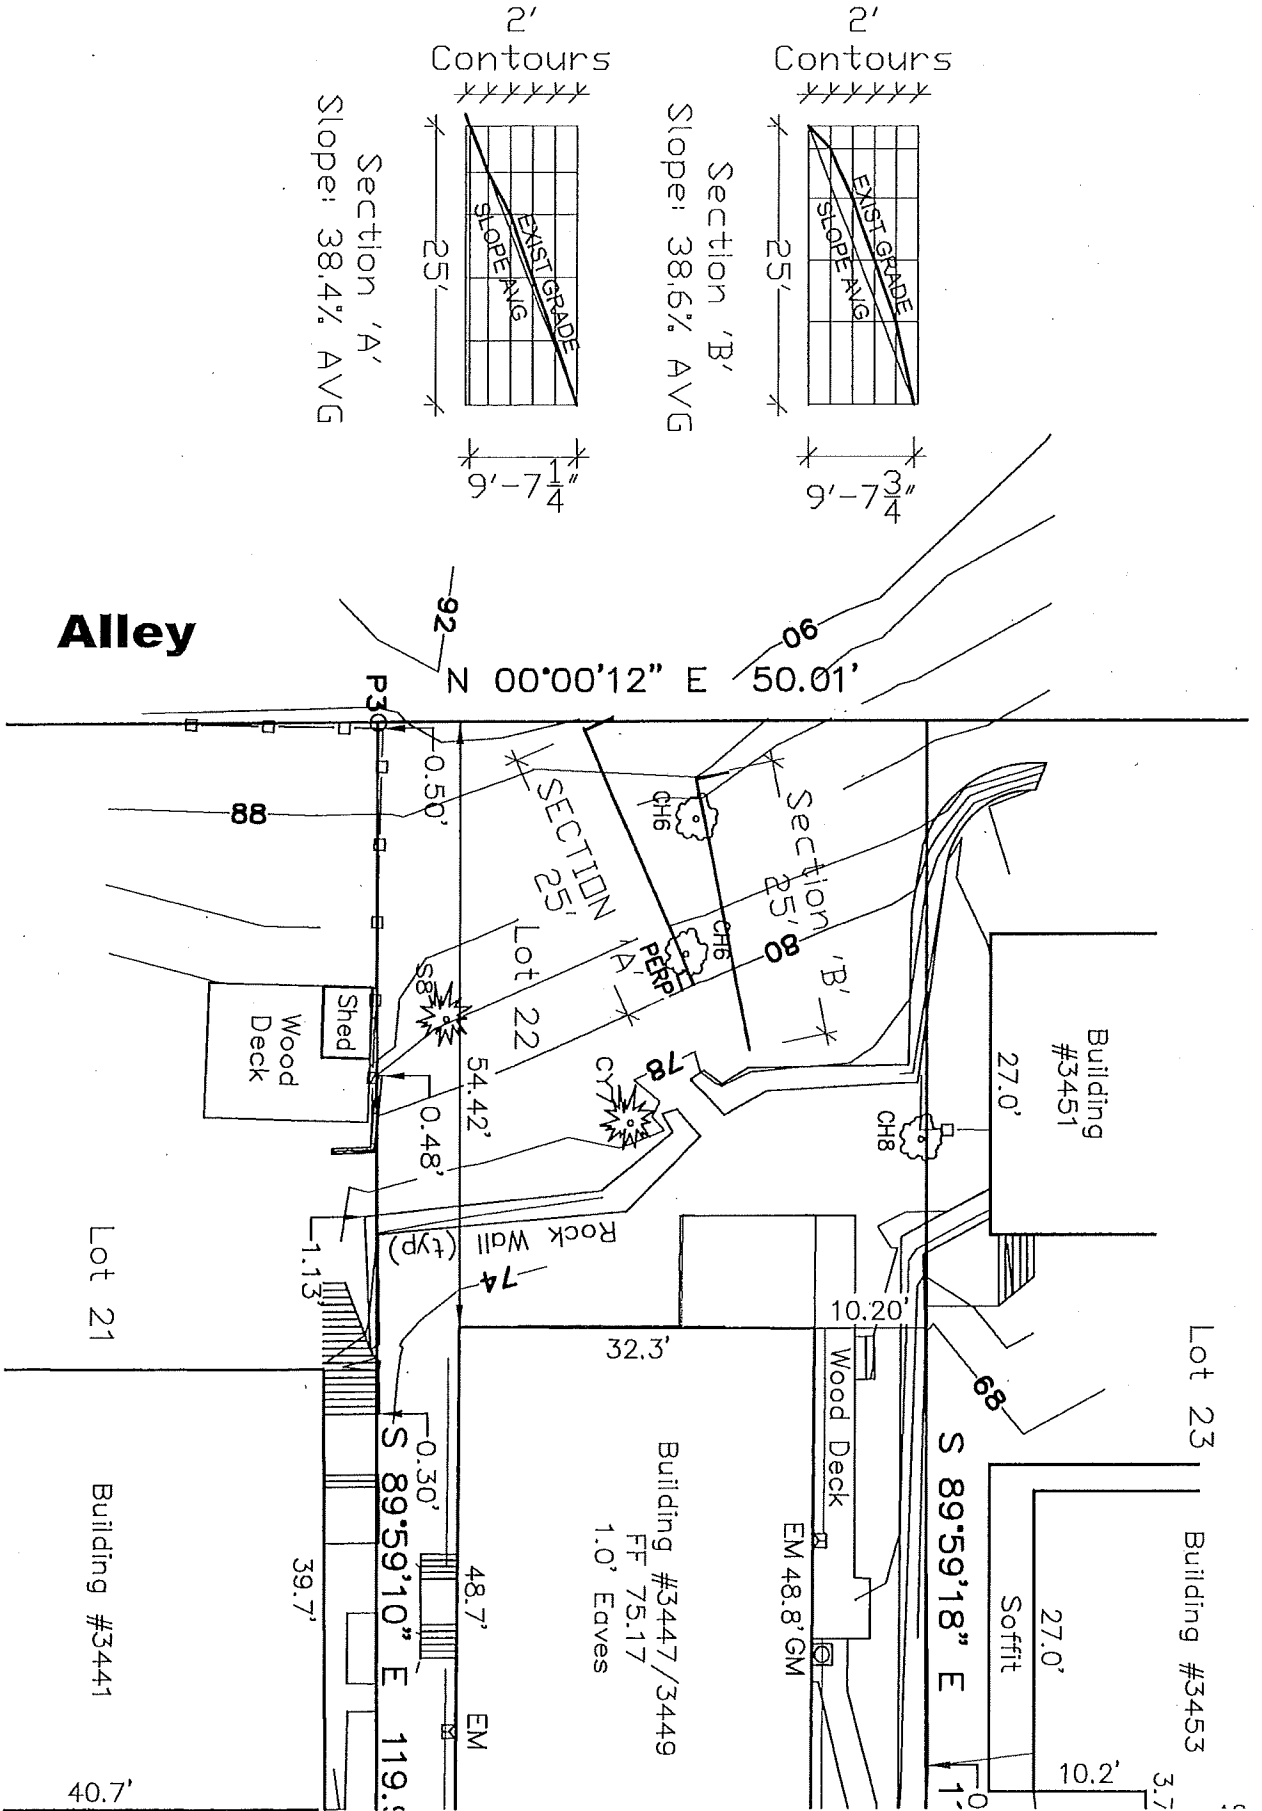 2'
Contours
2'
Contours
EXIST GRADE
SLOPE AVG
25'
9'-7 1/4"
Section 'A'
Slope: 38.4% AVG
EXIST GRADE
SLOPE AVG
25'
9'-7 3/4"
Section 'B'
Slope: 38.6% AVG
Alley
92
90
N 00°00'12" E 50.01'
P3
0.50'
88
SECTION 'A'
25'
CH6
Section 'B'
25'
CH6
PERP
80
Lot 22
S8
Shed
Wood
Deck
54.42'
0.48'
78
CY
CH8
Building
#3451
27.0'
Rock Wall (typ)
74
1.13'
Lot 21
10.20'
32.3'
Wood Deck
68
Lot 23
0.30'
S 89°59'10" E 119.
S 89°59'18" E
Building #3441
39.7'
48.7'
Building #3447/3449
FF 75.17
1.0' Eaves
EM
48.8'
GM
EM
Soffit
27.0'
Building #3453
10.2'
3.7
40.7'